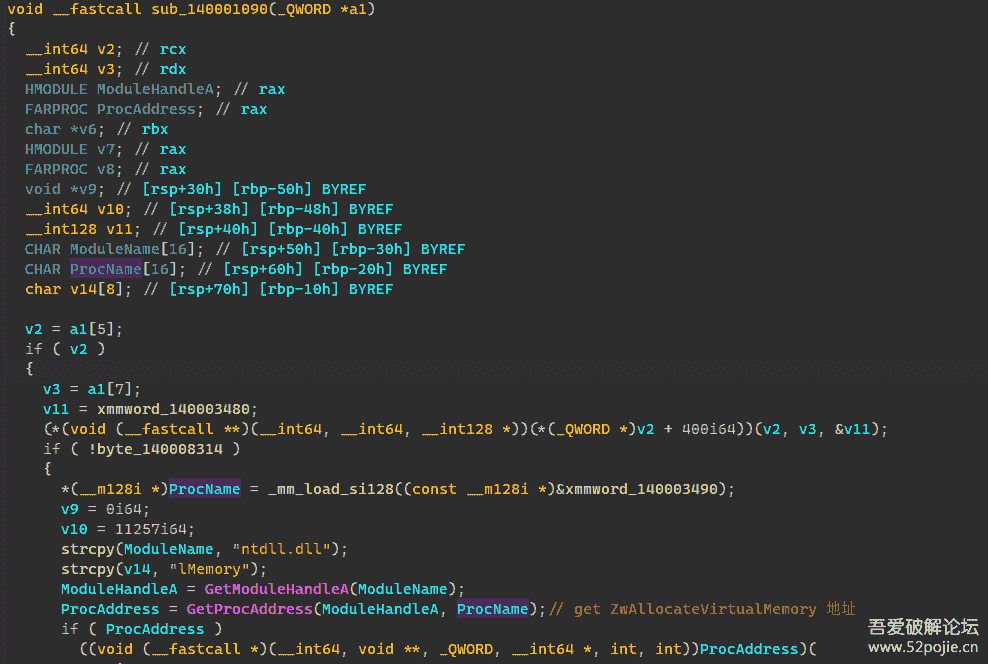 void __fastcall sub_140001090(_QWORD *a1)
{
  __int64 v2; // rcx
  __int64 v3; // rdx
  HMODULE ModuleHandleA; // rax
  FARPROC ProcAddress; // rax
  char *v6; // rbx
  HMODULE v7; // rax
  FARPROC v8; // rax
  void *v9; // [rsp+30h] [rbp-50h] BYREF
  __int64 v10; // [rsp+38h] [rbp-48h] BYREF
  __int128 v11; // [rsp+40h] [rbp-40h] BYREF
  CHAR ModuleName[16]; // [rsp+50h] [rbp-30h] BYREF
  CHAR ProcName[16]; // [rsp+60h] [rbp-20h] BYREF
  char v14[8]; // [rsp+70h] [rbp-10h] BYREF
  v2 = a1[5];
  if ( v2 )
  {
    v3 = a1[7];
    v11 = xmmword_140003480;
    (*(void (__fastcall **)(__int64, __int64, __int128 *))(*(_QWORD *)v2 + 400i64))(v2, v3, &v11);
    if ( !byte_140008314 )
    {
      *(__m128i *)ProcName = _mm_load_si128((const __m128i *)&xmmword_140003490);
      v9 = 0i64;
      v10 = 11257i64;
      strcpy(ModuleName, "ntdll.dll");
      strcpy(v14, "lMemory");
      ModuleHandleA = GetModuleHandleA(ModuleName);
      ProcAddress = GetProcAddress(ModuleHandleA, ProcName);// get ZwAllocateVirtualMemory 地址
      if ( ProcAddress )
        ((void (__fastcall *)(__int64, void **, _QWORD, __int64 *, int, int))ProcAddress)(
吾爱破解论坛
www.52pojie.cn